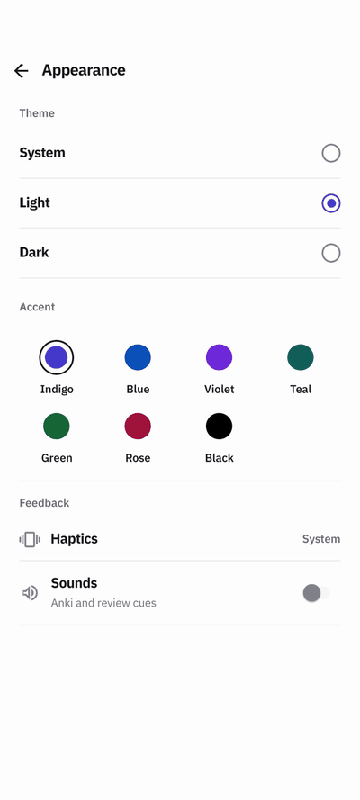 Appearance
Theme
System
Light
Dark
Accent
Indigo
Blue
Violet
Teal
Green
Rose
Black
Feedback
Haptics
System
Sounds
Anki and review cues